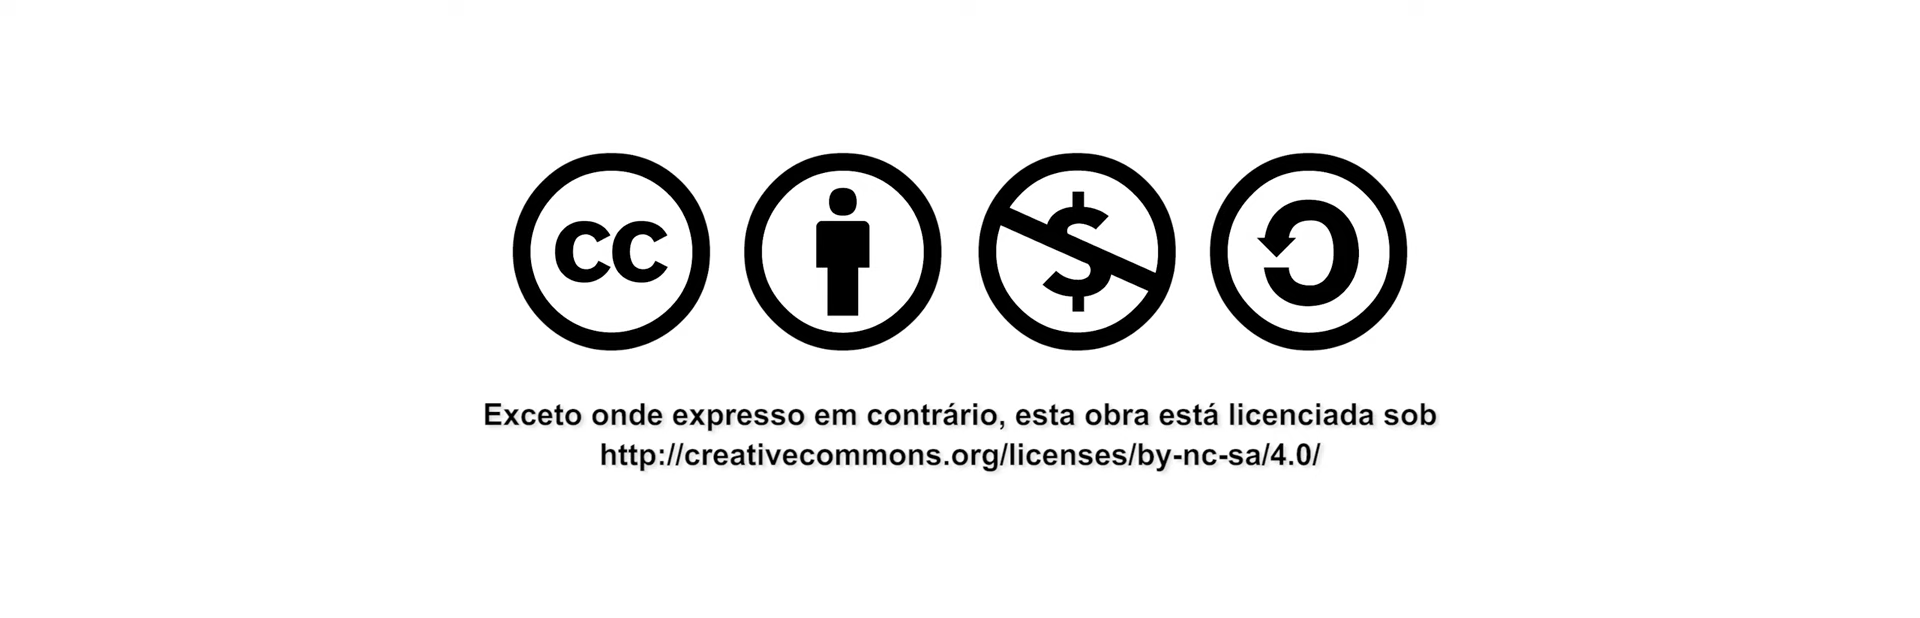 cc
$
Exceto onde expresso em contrário, esta obra está licenciada sob
http://creativecommons.org/licenses/by-nc-sa/4.0/